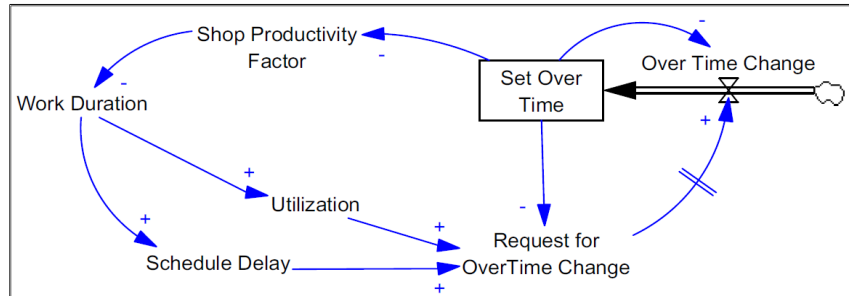 Shop Productivity
Factor
-
-
-
Over Time Change
Set Over
Time
Work Duration
+
+
Utilization
-
+
+
Request for
OverTime Change
Schedule Delay
+
+